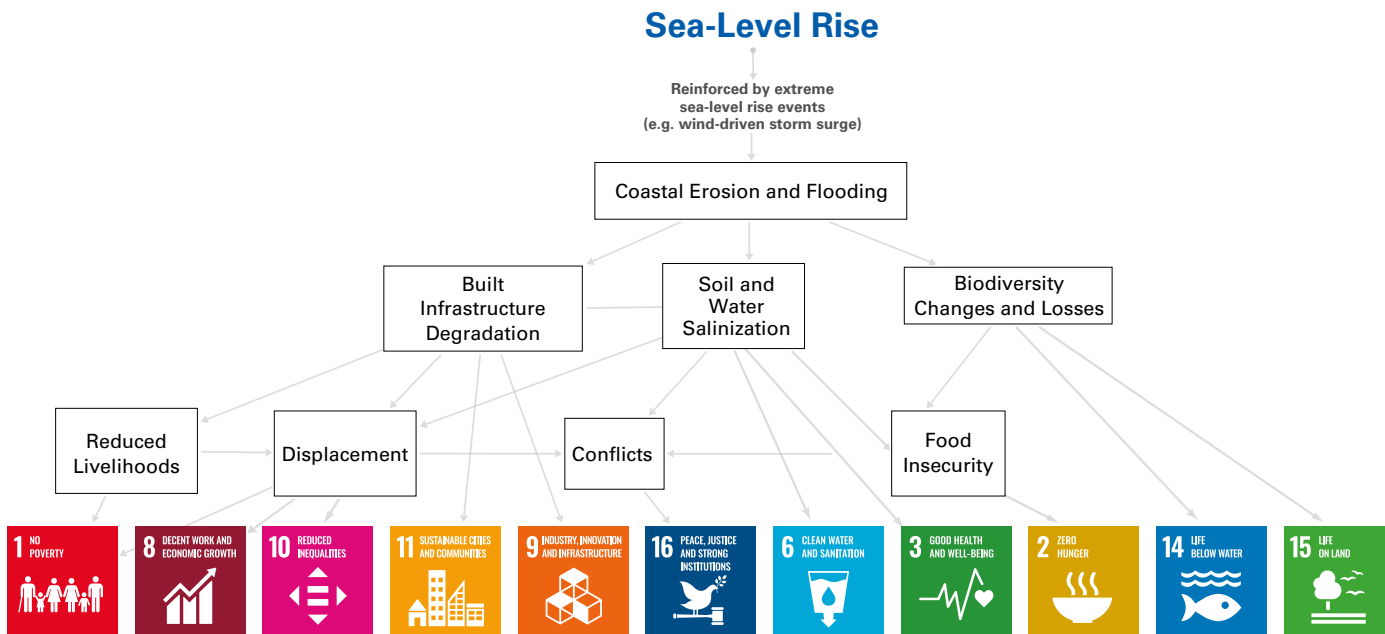 Sea-Level Rise
Reinforced by extreme
sea-level rise events
(e.g. wind-driven storm surge)
Coastal Erosion and Flooding
Built
Infrastructure
Degradation
Soil and
Water
Salinization
Biodiversity
Changes and Losses
Reduced
Livelihoods
Displacement
Conflicts
Food
Insecurity
1 NO
POVERTY
8 DECENT WORK AND
ECONOMIC GROWTH
10 REDUCED
INEQUALITIES
11 SUSTAINABLE CITIES
AND COMMUNITIES
9 INDUSTRY, INNOVATION
AND INFRASTRUCTURE
16 PEACE, JUSTICE
AND STRONG
INSTITUTIONS
6 CLEAN WATER
AND SANITATION
3 GOOD HEALTH
AND WELL-BEING
2 ZERO
HUNGER
14 LIFE
BELOW WATER
15 LIFE
ON LAND